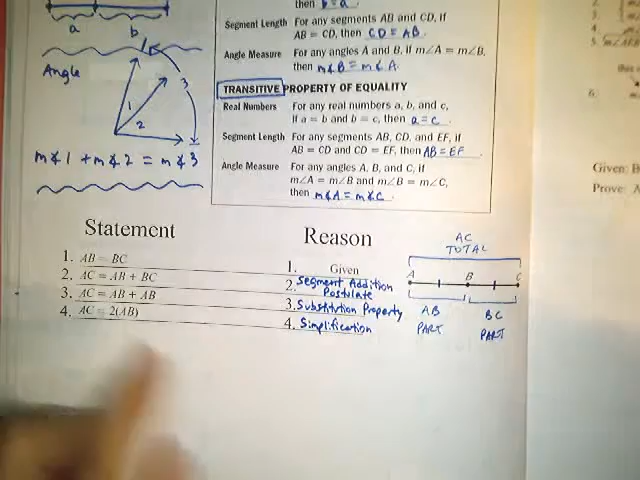 a b
then b = a
Segment Length For any segments AB and CD, if
AB = CD, then CD = AB.
Angle Measure For any angles A and B, if m∠A = m∠B,
then m∡B = m∡A.
TRANSITIVE PROPERTY OF EQUALITY
Real Numbers For any real numbers a, b, and c,
if a = b and b = c, then a = c.
Segment Length For any segments AB, CD, and EF, if
AB = CD and CD = EF, then AB = EF.
Angle Measure For any angles A, B, and C, if
m∠A = m∠B and m∠B = m∠C,
then m∡A = m∡C.
Angle
1
2
3
m∡1 + m∡2 = m∡3
Statement
1. AB = BC
2. AC = AB + BC
3. AC = AB + AB
4. AC = 2(AB)
Reason
1. Given
2. Segment Addition
Postulate
3. Substitution Property
4. Simplification
AC
TOTAL
A B C
AB BC
PART PART
6.
Given: B
Prove: A